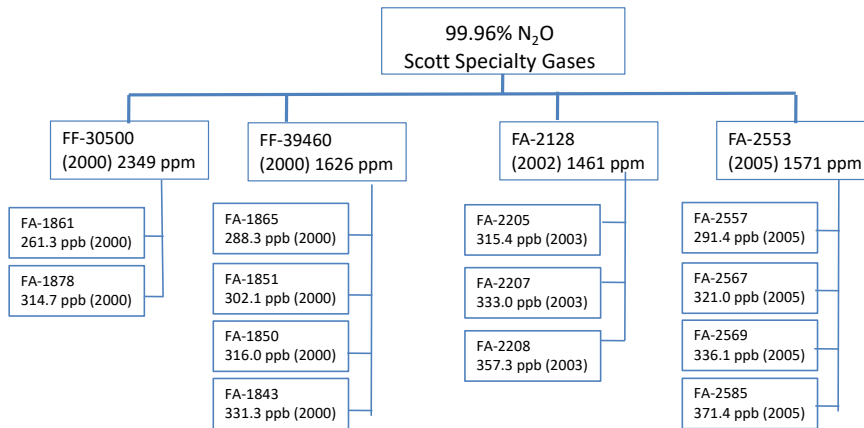 99.96% N₂O
Scott Specialty Gases
FF-30500
(2000) 2349 ppm
FA-1861
261.3 ppb (2000)
FA-1878
314.7 ppb (2000)
FF-39460
(2000) 1626 ppm
FA-1865
288.3 ppb (2000)
FA-1851
302.1 ppb (2000)
FA-1850
316.0 ppb (2000)
FA-1843
331.3 ppb (2000)
FA-2128
(2002) 1461 ppm
FA-2205
315.4 ppb (2003)
FA-2207
333.0 ppb (2003)
FA-2208
357.3 ppb (2003)
FA-2553
(2005) 1571 ppm
FA-2557
291.4 ppb (2005)
FA-2567
321.0 ppb (2005)
FA-2569
336.1 ppb (2005)
FA-2585
371.4 ppb (2005)